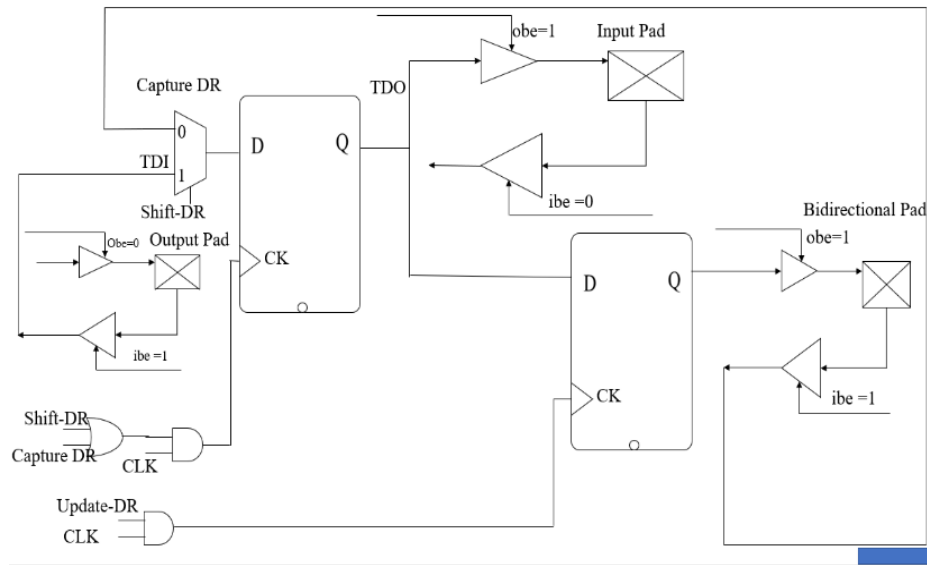 obe=1
Input Pad
Capture DR
TDO
0
D
Q
TDI
1
Shift-DR
ibe =0
Bidirectional Pad
Obe=0
Output Pad
obe=1
CK
D
Q
ibe =1
ibe =1
CK
Shift-DR
Capture DR
CLK
Update-DR
CLK